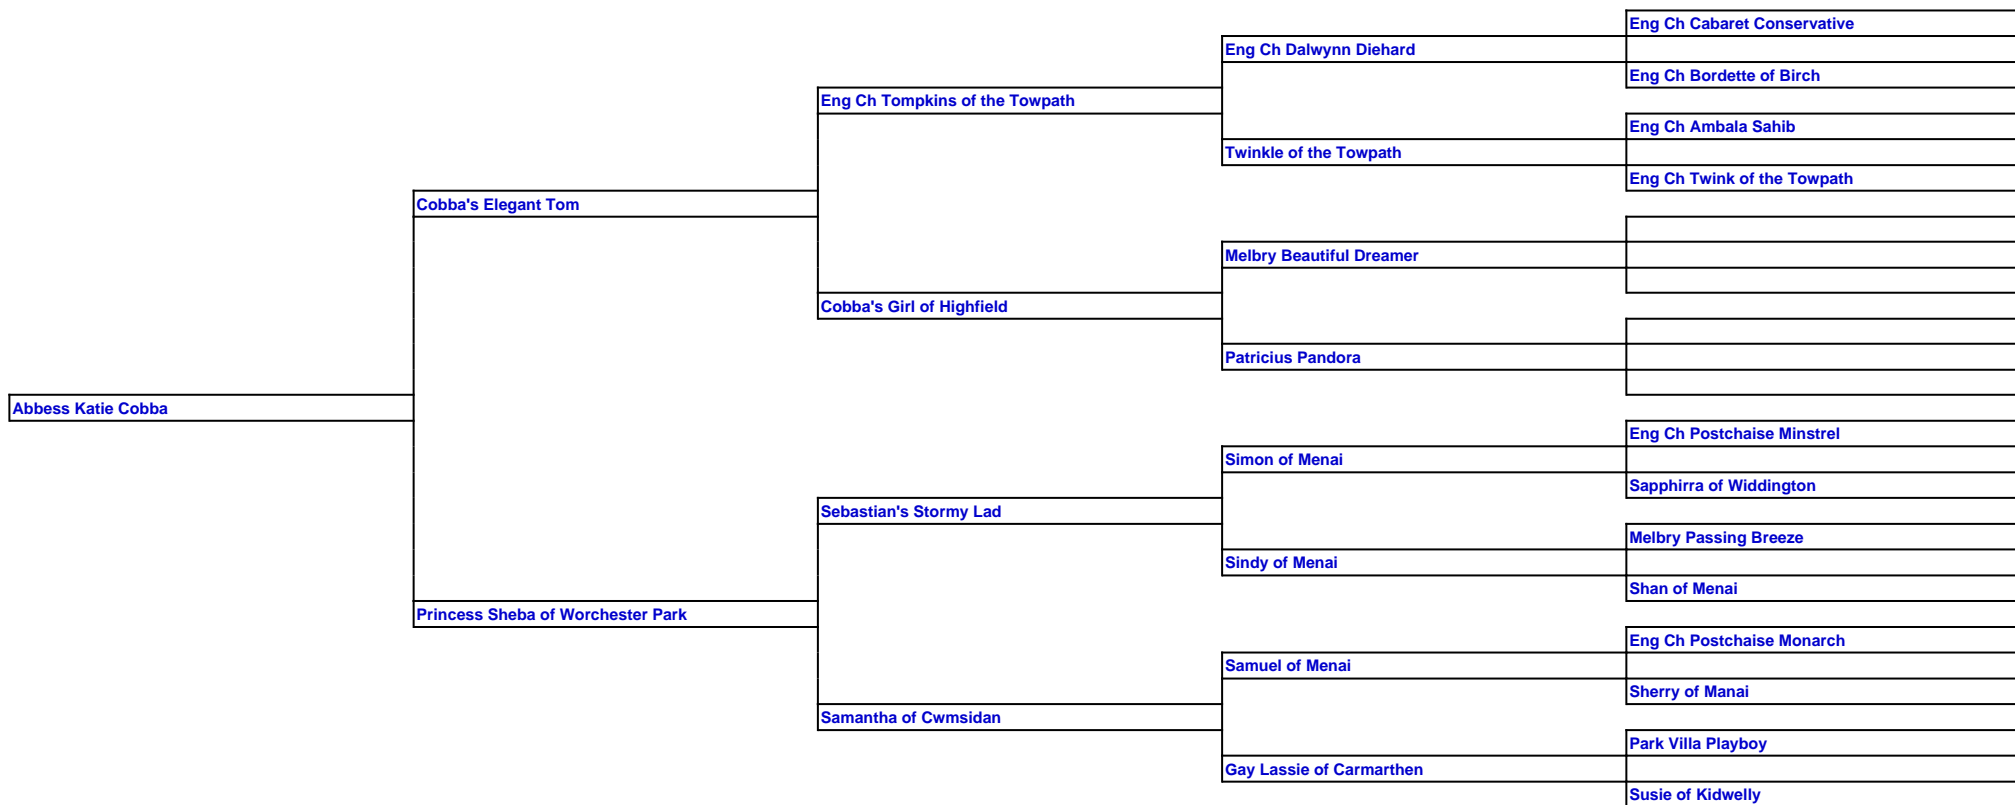 Eng Ch Cabaret Conservative
Eng Ch Dalwynn Diehard
Eng Ch Bordette of Birch
Eng Ch Tompkins of the Towpath
Eng Ch Ambala Sahib
Twinkle of the Towpath
Eng Ch Twink of the Towpath
Cobba's Elegant Tom
Melbry Beautiful Dreamer
Cobba's Girl of Highfield
Patricius Pandora
Abbess Katie Cobba
Eng Ch Postchaise Minstrel
Simon of Menai
Sapphirra of Widdington
Sebastian's Stormy Lad
Melbry Passing Breeze
Sindy of Menai
Shan of Menai
Princess Sheba of Worchester Park
Eng Ch Postchaise Monarch
Samuel of Menai
Sherry of Manai
Samantha of Cwmsidan
Park Villa Playboy
Gay Lassie of Carmarthen
Susie of Kidwelly